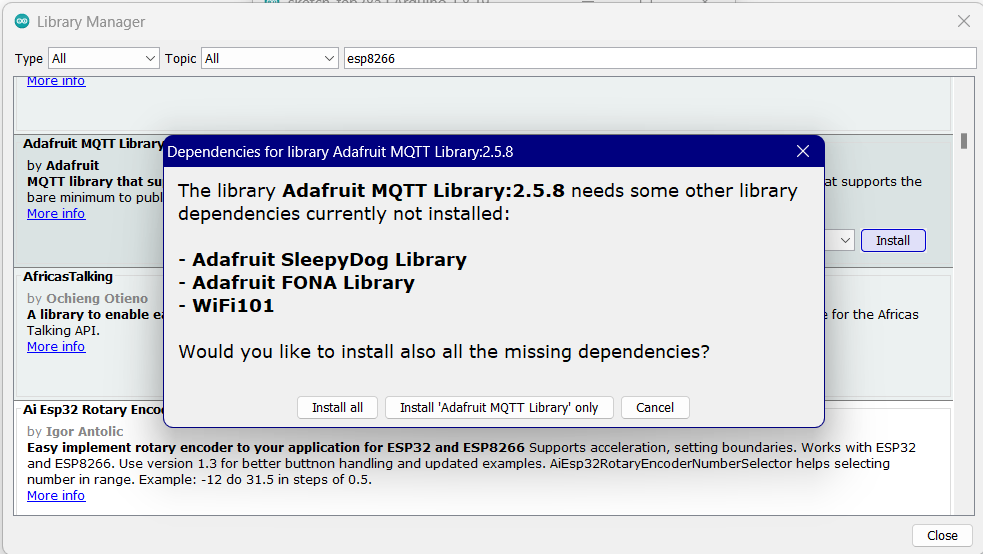 Library Manager
Type All Topic All esp8266
More info
Adafruit MQTT Library
by Adafruit
MQTT library that su
at supports the
bare minimum to publ
More info
Install
Dependencies for library Adafruit MQTT Library:2.5.8
The library Adafruit MQTT Library:2.5.8 needs some other library
dependencies currently not installed:
- Adafruit SleepyDog Library
- Adafruit FONA Library
- WiFi101
Would you like to install also all the missing dependencies?
Install all Install 'Adafruit MQTT Library' only Cancel
AfricasTalking
by Ochieng Otieno
A library to enable ea
e for the Africas
Talking API.
More info
Ai Esp32 Rotary Enco
by Igor Antolic
Easy implement rotary encoder to your application for ESP32 and ESP8266 Supports acceleration, setting boundaries. Works with ESP32
and ESP8266. Use version 1.3 for better buttnon handling and updated examples. AiEsp32RotaryEncoderNumberSelector helps selecting
number in range. Example: -12 do 31.5 in steps of 0.5.
More info
Close